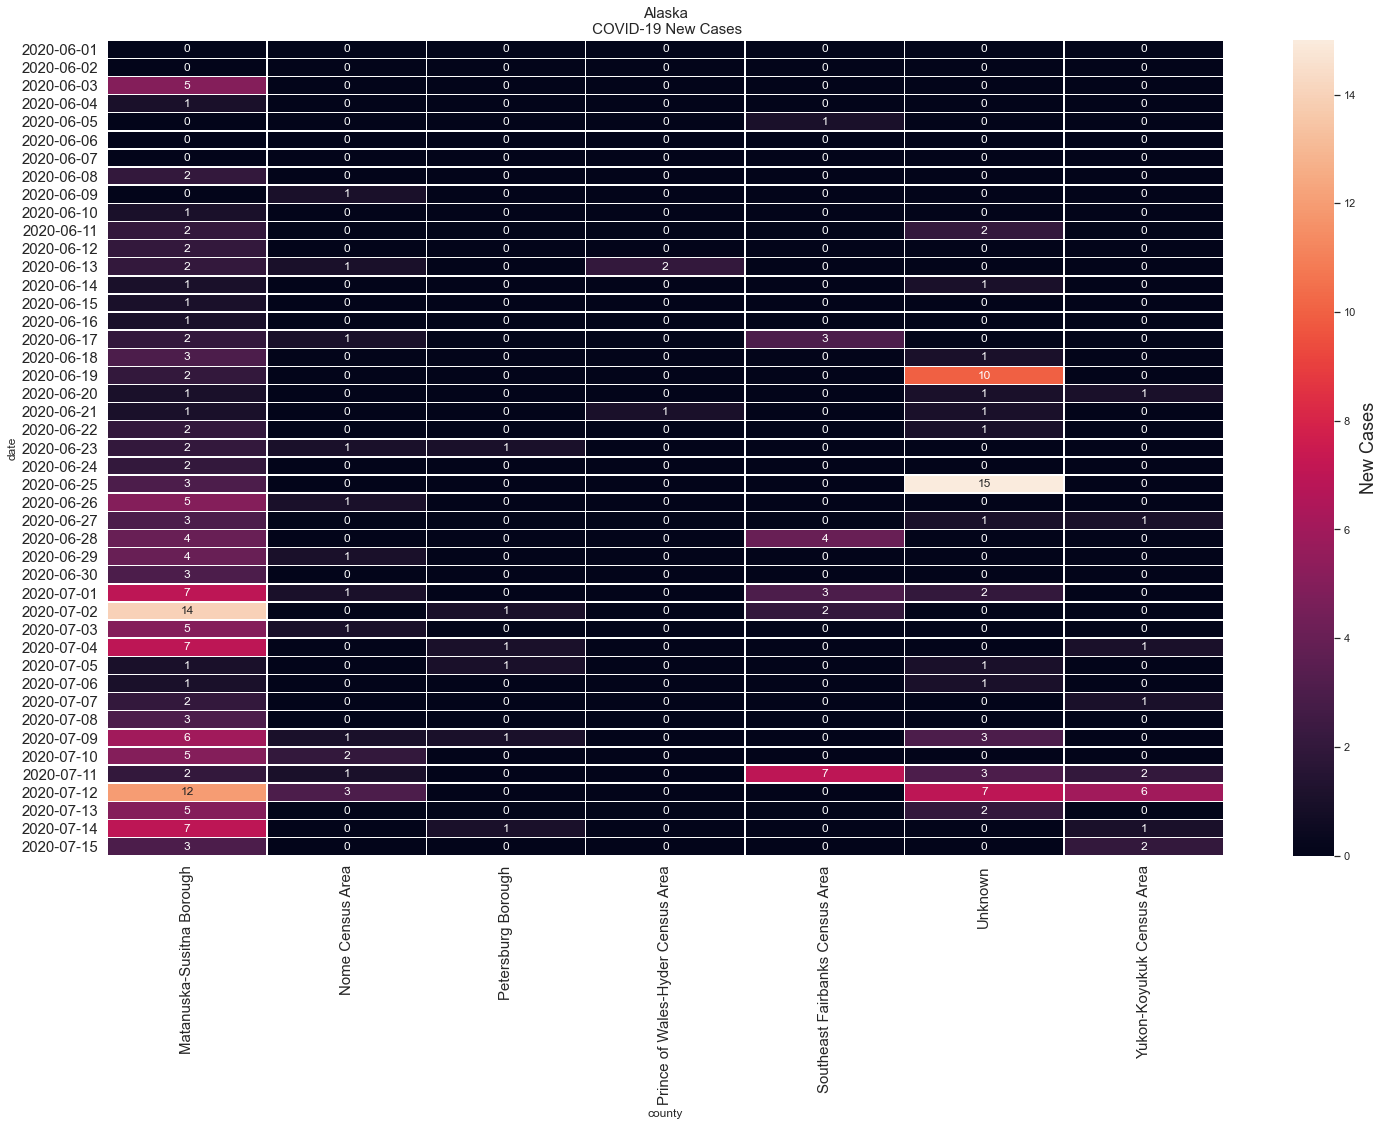 Alaska
COVID-19 New Cases
2020-06-01 0 0 0 0 0 0 0
2020-06-02 0 0 0 0 0 0 0
2020-06-03 5 0 0 0 0 0 0
2020-06-04 1 0 0 0 0 0 0
2020-06-05 0 0 0 0 1 0 0
2020-06-06 0 0 0 0 0 0 0
2020-06-07 0 0 0 0 0 0 0
2020-06-08 2 0 0 0 0 0 0
2020-06-09 0 1 0 0 0 0 0
2020-06-10 1 0 0 0 0 0 0
2020-06-11 2 0 0 0 0 2 0
2020-06-12 2 0 0 0 0 0 0
2020-06-13 2 1 0 2 0 0 0
2020-06-14 1 0 0 0 0 1 0
2020-06-15 1 0 0 0 0 0 0
2020-06-16 1 0 0 0 0 0 0
2020-06-17 2 1 0 0 3 0 0
2020-06-18 3 0 0 0 0 1 0
2020-06-19 2 0 0 0 0 10 0
2020-06-20 1 0 0 0 0 1 1
2020-06-21 1 0 0 1 0 1 0
2020-06-22 2 0 0 0 0 1 0
2020-06-23 2 1 1 0 0 0 0
2020-06-24 2 0 0 0 0 0 0
2020-06-25 3 0 0 0 0 15 0
2020-06-26 5 1 0 0 0 0 0
2020-06-27 3 0 0 0 0 1 1
2020-06-28 4 0 0 0 4 0 0
2020-06-29 4 1 0 0 0 0 0
2020-06-30 3 0 0 0 0 0 0
2020-07-01 7 1 0 0 3 2 0
2020-07-02 14 0 1 0 2 0 0
2020-07-03 5 1 0 0 0 0 0
2020-07-04 7 0 1 0 0 0 1
2020-07-05 1 0 1 0 0 1 0
2020-07-06 1 0 0 0 0 1 0
2020-07-07 2 0 0 0 0 0 1
2020-07-08 3 0 0 0 0 0 0
2020-07-09 6 1 1 0 0 3 0
2020-07-10 5 2 0 0 0 0 0
2020-07-11 2 1 0 0 7 3 2
2020-07-12 12 3 0 0 0 7 6
2020-07-13 5 0 0 0 0 2 0
2020-07-14 7 0 1 0 0 0 1
2020-07-15 3 0 0 0 0 0 2
date
Matanuska-Susitna Borough
Nome Census Area
Petersburg Borough
Prince of Wales-Hyder Census Area
Southeast Fairbanks Census Area
Unknown
Yukon-Koyukuk Census Area
county
14
12
10
8
6
4
2
0
New Cases